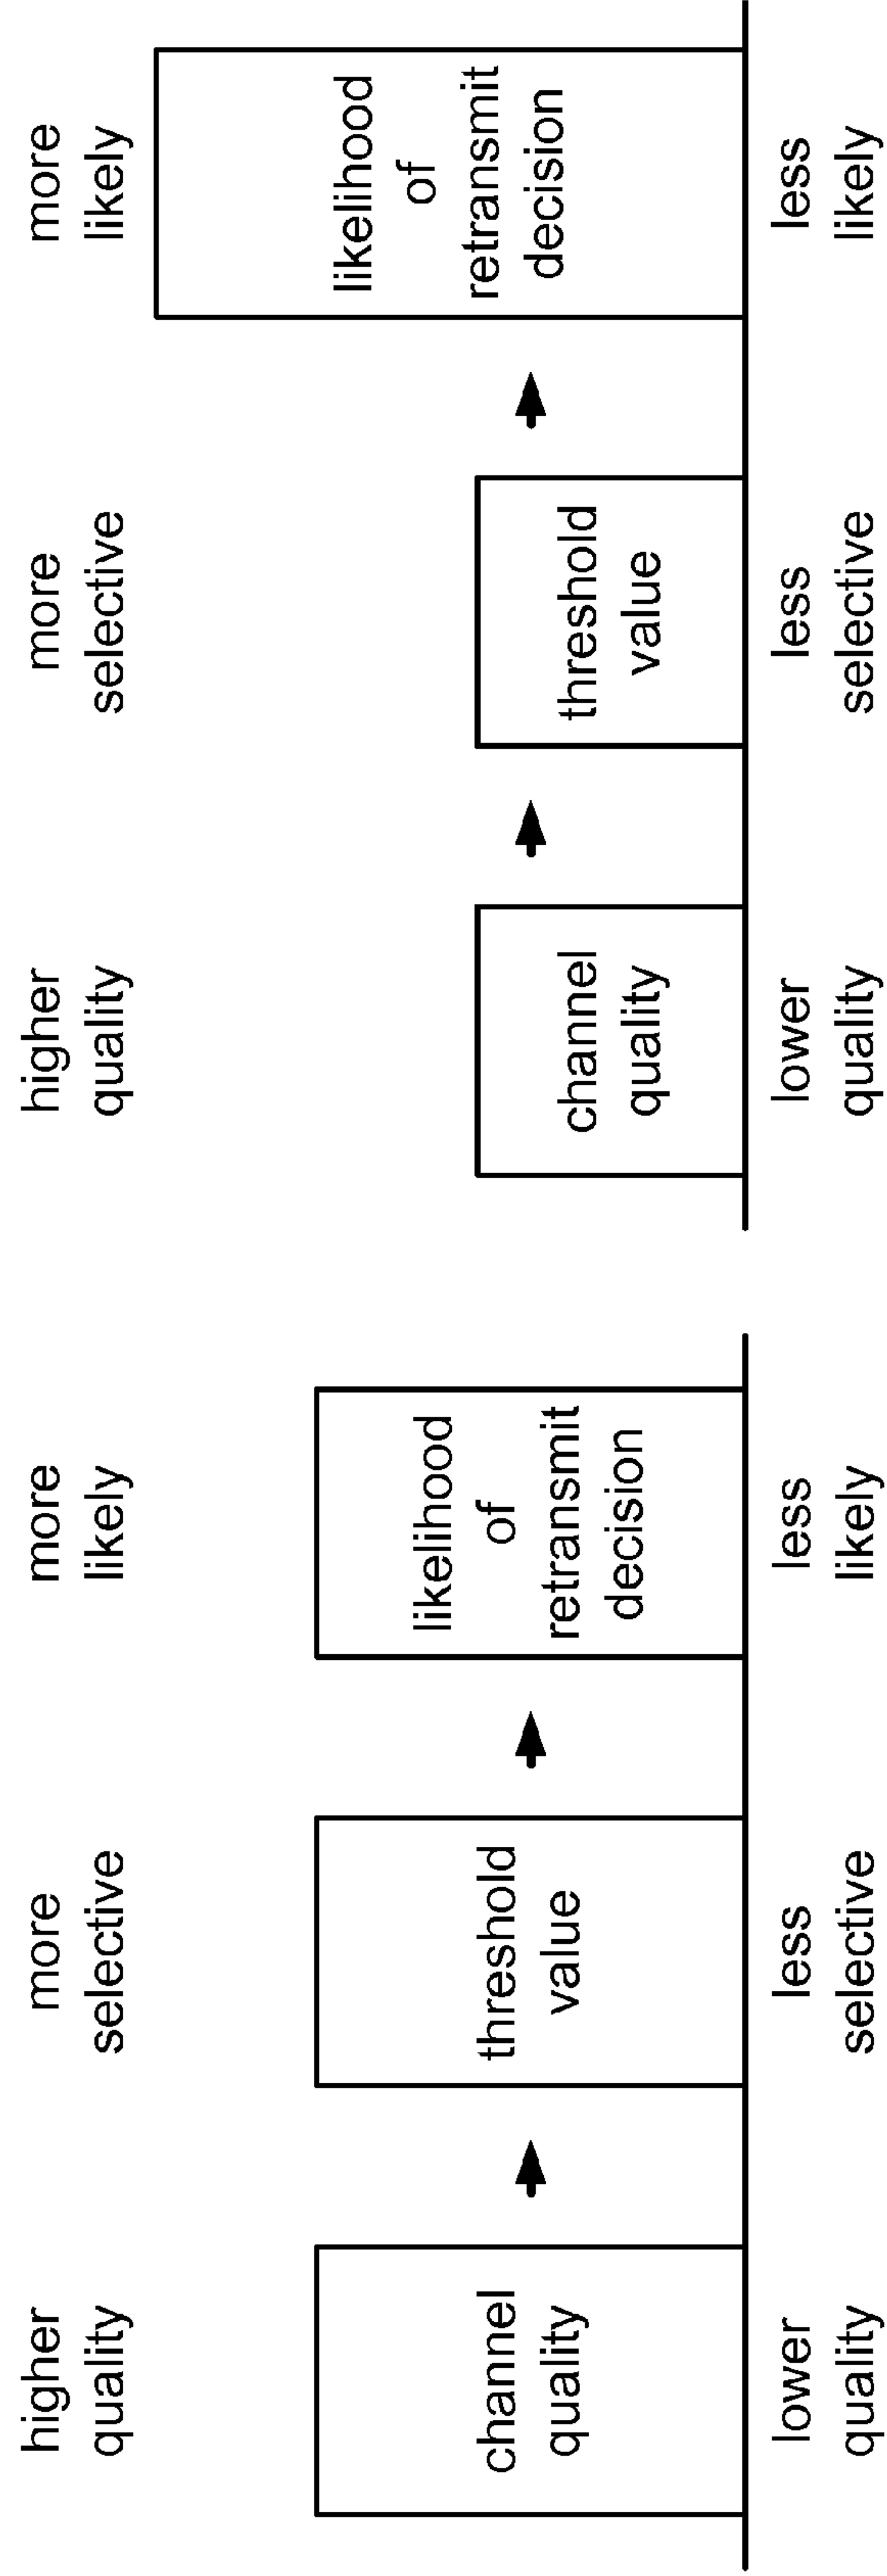 higher
quality
more
selective
more
likely
channel
quality
threshold
value
likelihood
of
retransmit
decision
lower
quality
less
selective
less
likely
higher
quality
more
selective
more
likely
channel
quality
threshold
value
likelihood
of
retransmit
decision
lower
quality
less
selective
less
likely